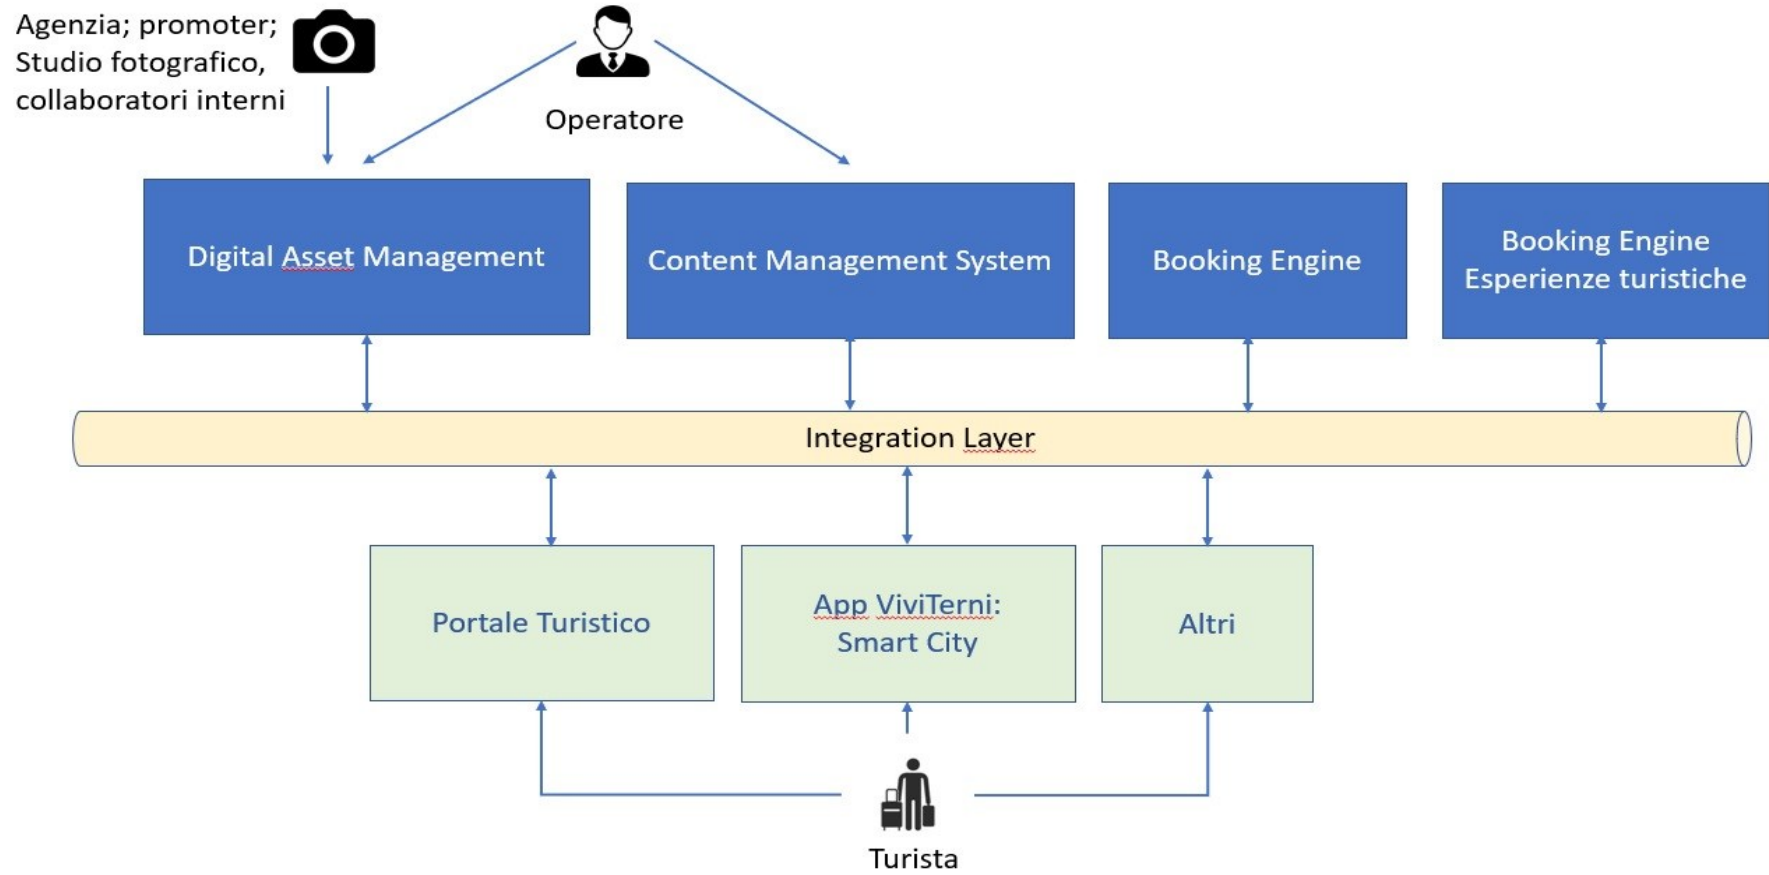 Agenzia; promoter;
Studio fotografico,
collaboratori interni
Operatore
Digital Asset Management
Content Management System
Booking Engine
Booking Engine
Esperienze turistiche
Integration Layer
Portale Turistico
App ViviTerni:
Smart City
Altri
Turista